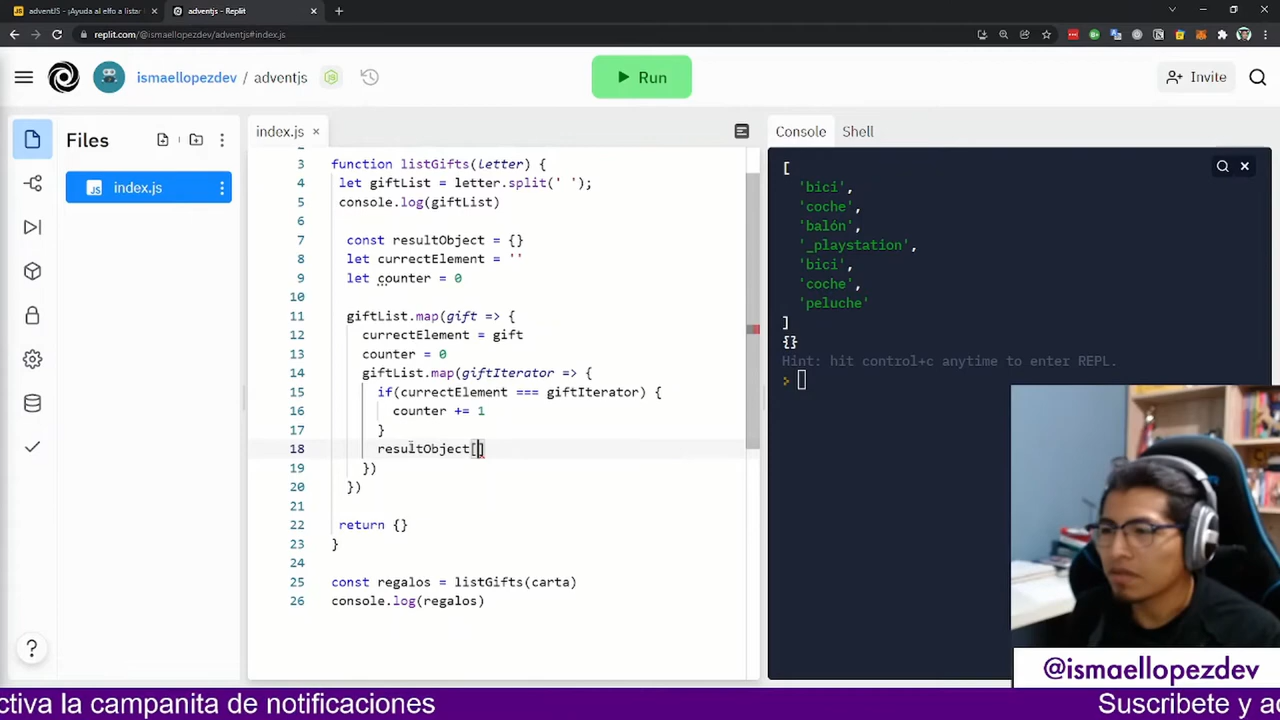 adventJS - ¡Ayuda al elfo a listar l
adventjs - Replit
replit.com/@ismaellopezdev/adventjs#index.js
ismaellopezdev / adventjs
Run
Invite
Files
index.js
index.js
Console
Shell
2
3 function listGifts(letter) {
4 let giftList = letter.split(' ');
5 console.log(giftList)
6
7 const resultObject = {}
8 let currectElement = ''
9 let counter = 0
10
11 giftList.map(gift => {
12 currectElement = gift
13 counter = 0
14 giftList.map(giftIterator => {
15 if(currectElement === giftIterator) {
16 counter += 1
17 }
18 resultObject[]
19 })
20 })
21
22 return {}
23 }
24
25 const regalos = listGifts(carta)
26 console.log(regalos)
[
'bici',
'coche',
'balón',
'_playstation',
'bici',
'coche',
'peluche'
]
{}
Hint: hit control+c anytime to enter REPL.
>
@ismaellopezdev
ctiva la campanita de notificaciones
Suscribete y ac